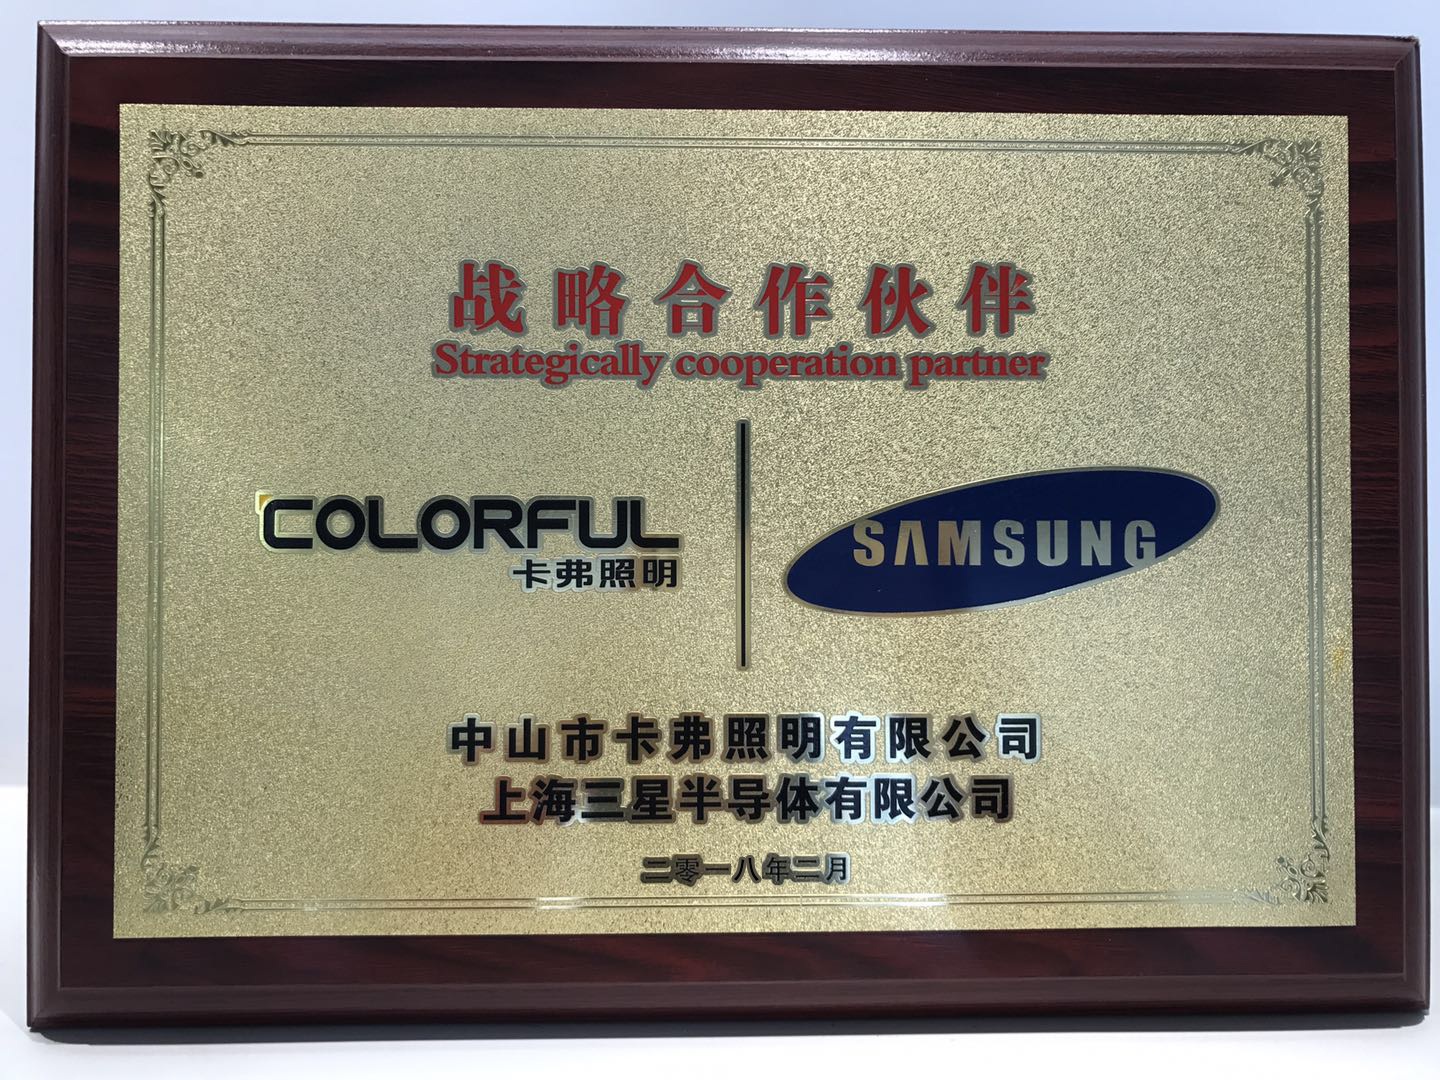 战略合作伙伴
Strategically cooperation partner
COLORFUL
卡弗照明
SAMSUNG
中山市卡弗照明有限公司
上海三星半导体有限公司
二零一八年二月